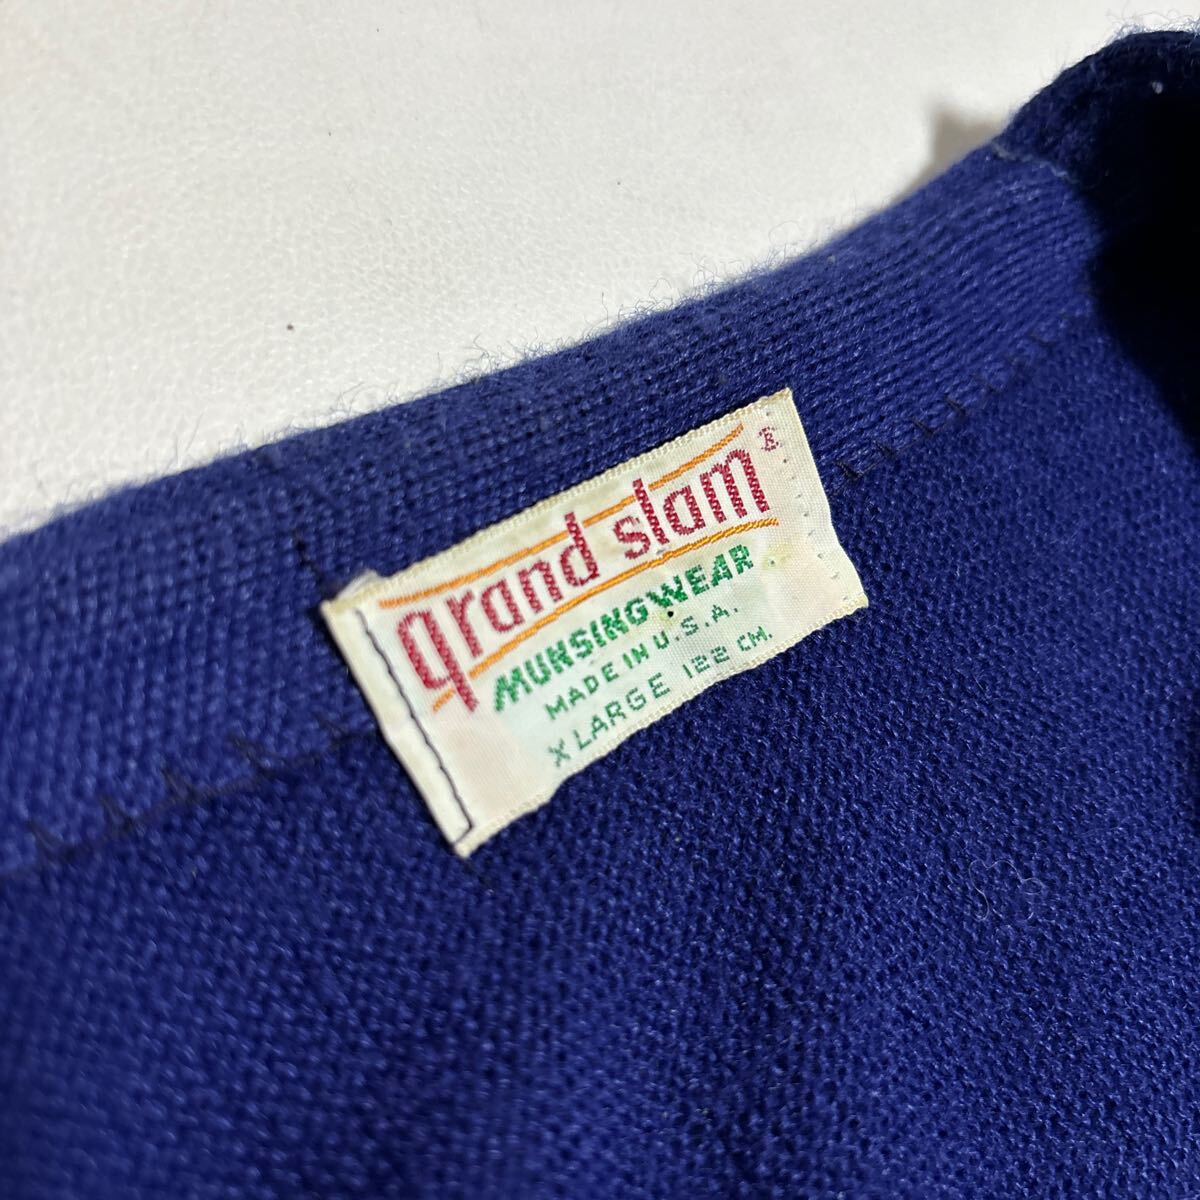 grand slam ®
MUNSINGWEAR
MADE IN U.S.A.
X LARGE 122 CM.